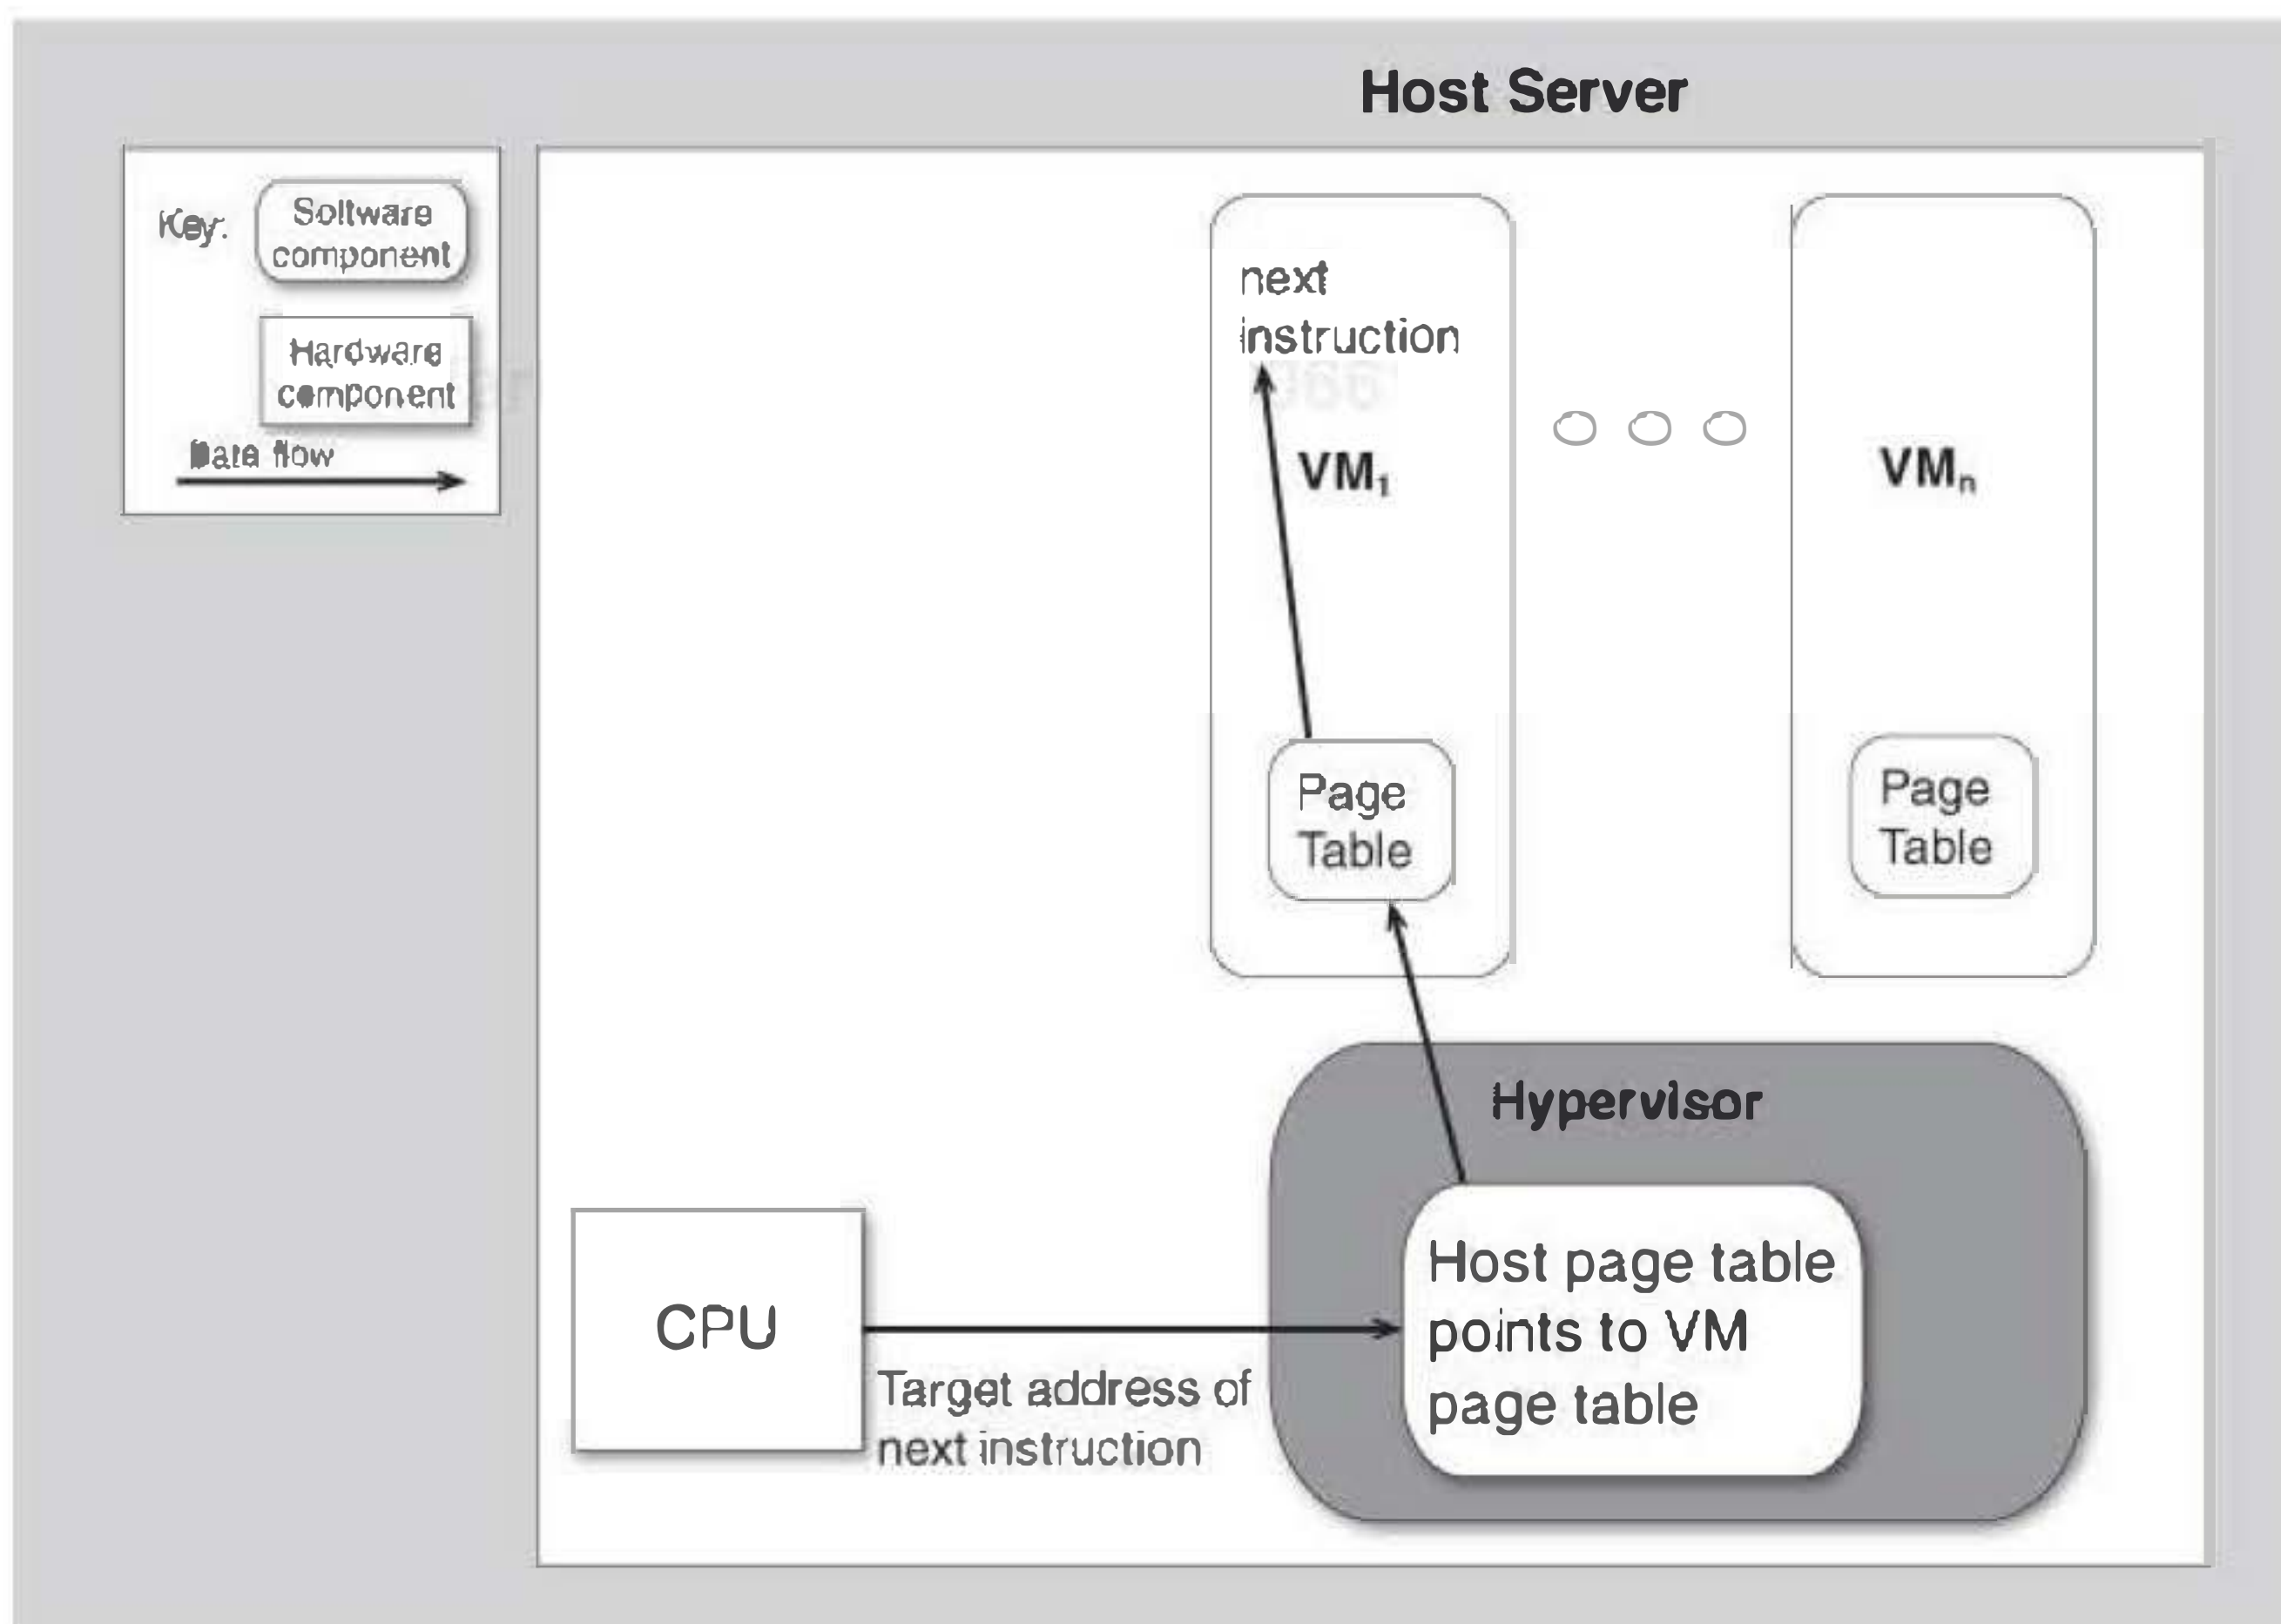 Host Server
Key:
Software
component
Hardware
component
Data flow
next
instruction
VM₁
VMₙ
Page
Table
Page
Table
Hypervisor
Host page table
points to VM
page table
CPU
Target address of
next instruction